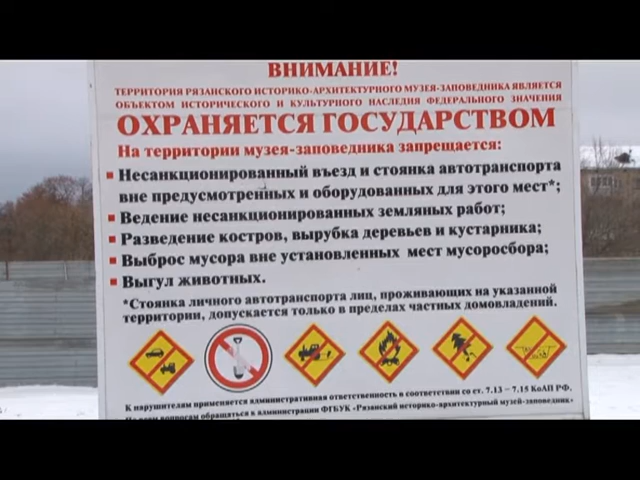 ВНИМАНИЕ!
ТЕРРИТОРИЯ РЯЗАНСКОГО ИСТОРИКО-АРХИТЕКТУРНОГО МУЗЕЯ-ЗАПОВЕДНИКА ЯВЛЯЕТСЯ
ОБЪЕКТОМ ИСТОРИЧЕСКОГО И КУЛЬТУРНОГО НАСЛЕДИЯ ФЕДЕРАЛЬНОГО ЗНАЧЕНИЯ
ОХРАНЯЕТСЯ ГОСУДАРСТВОМ
На территории музея-заповедника запрещается:
Несанкционированный въезд и стоянка автотранспорта
вне предусмотренных и оборудованных для этого мест*;
Ведение несанкционированных земляных работ;
Разведение костров, вырубка деревьев и кустарника;
Выброс мусора вне установленных мест мусоросбора;
Выгул животных.
*Стоянка личного автотранспорта лиц, проживающих на указанной
территории, допускается только в пределах частных домовладений.
К нарушителям применяется административная ответственность в соответствии со ст. 7.13 – 7.15 КоАП РФ.
По всем вопросам обращаться к администрации ФГБУК «Рязанский историко-архитектурный музей-заповедник»